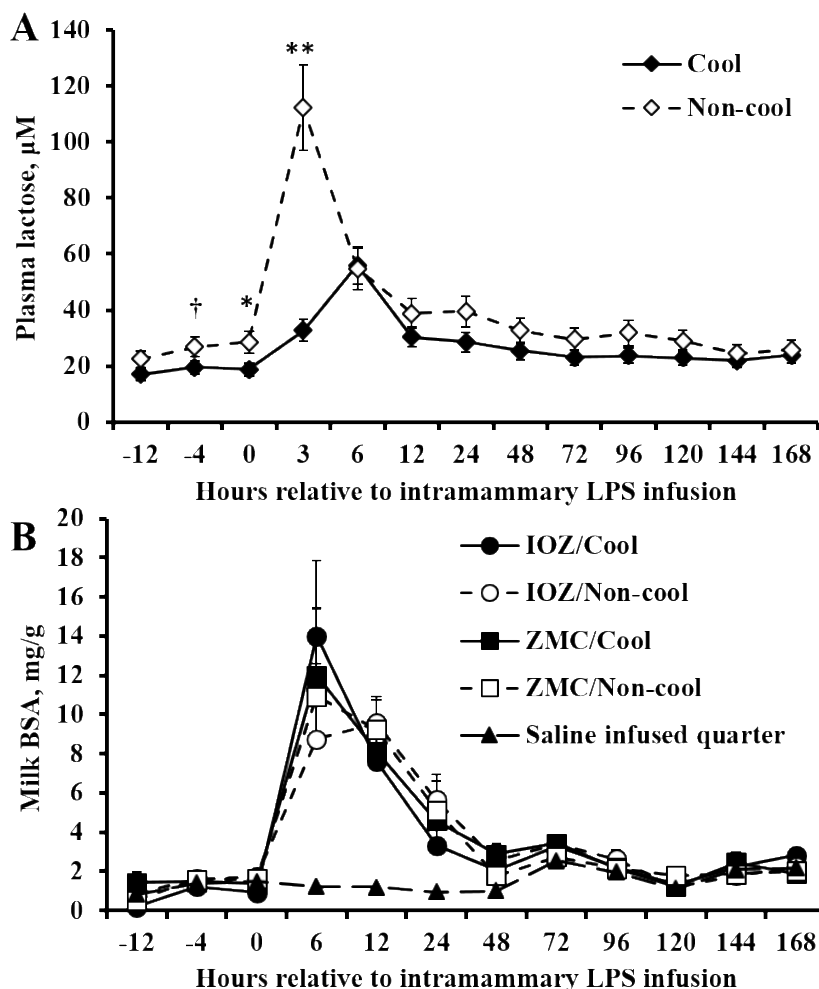 A
140
120
100
80
60
40
20
0
Plasma lactose, µM
**
*
†
Cool
Non-cool
-12 -4 0 3 6 12 24 48 72 96 120 144 168
Hours relative to intramammary LPS infusion
B
20
18
16
14
12
10
8
6
4
2
0
Milk BSA, mg/g
IOZ/Cool
IOZ/Non-cool
ZMC/Cool
ZMC/Non-cool
Saline infused quarter
-12 -4 0 6 12 24 48 72 96 120 144 168
Hours relative to intramammary LPS infusion